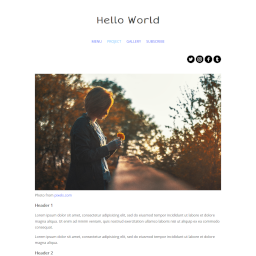 Hello World
MENU PROJECT GALLERY SUBSCRIBE
Photo from pexels.com
Header 1
Lorem ipsum dolor sit amet, consectetur adipiscing elit, sed do eiusmod tempor incididunt ut labore et dolore
magna aliqua. Ut enim ad minim veniam, quis nostrud exercitation ullamco laboris nisi ut aliquip ex ea commodo
consequat.
Lorem ipsum dolor sit amet, consectetur adipiscing elit, sed do eiusmod tempor incididunt ut labore et dolore
magna aliqua.
Header 2